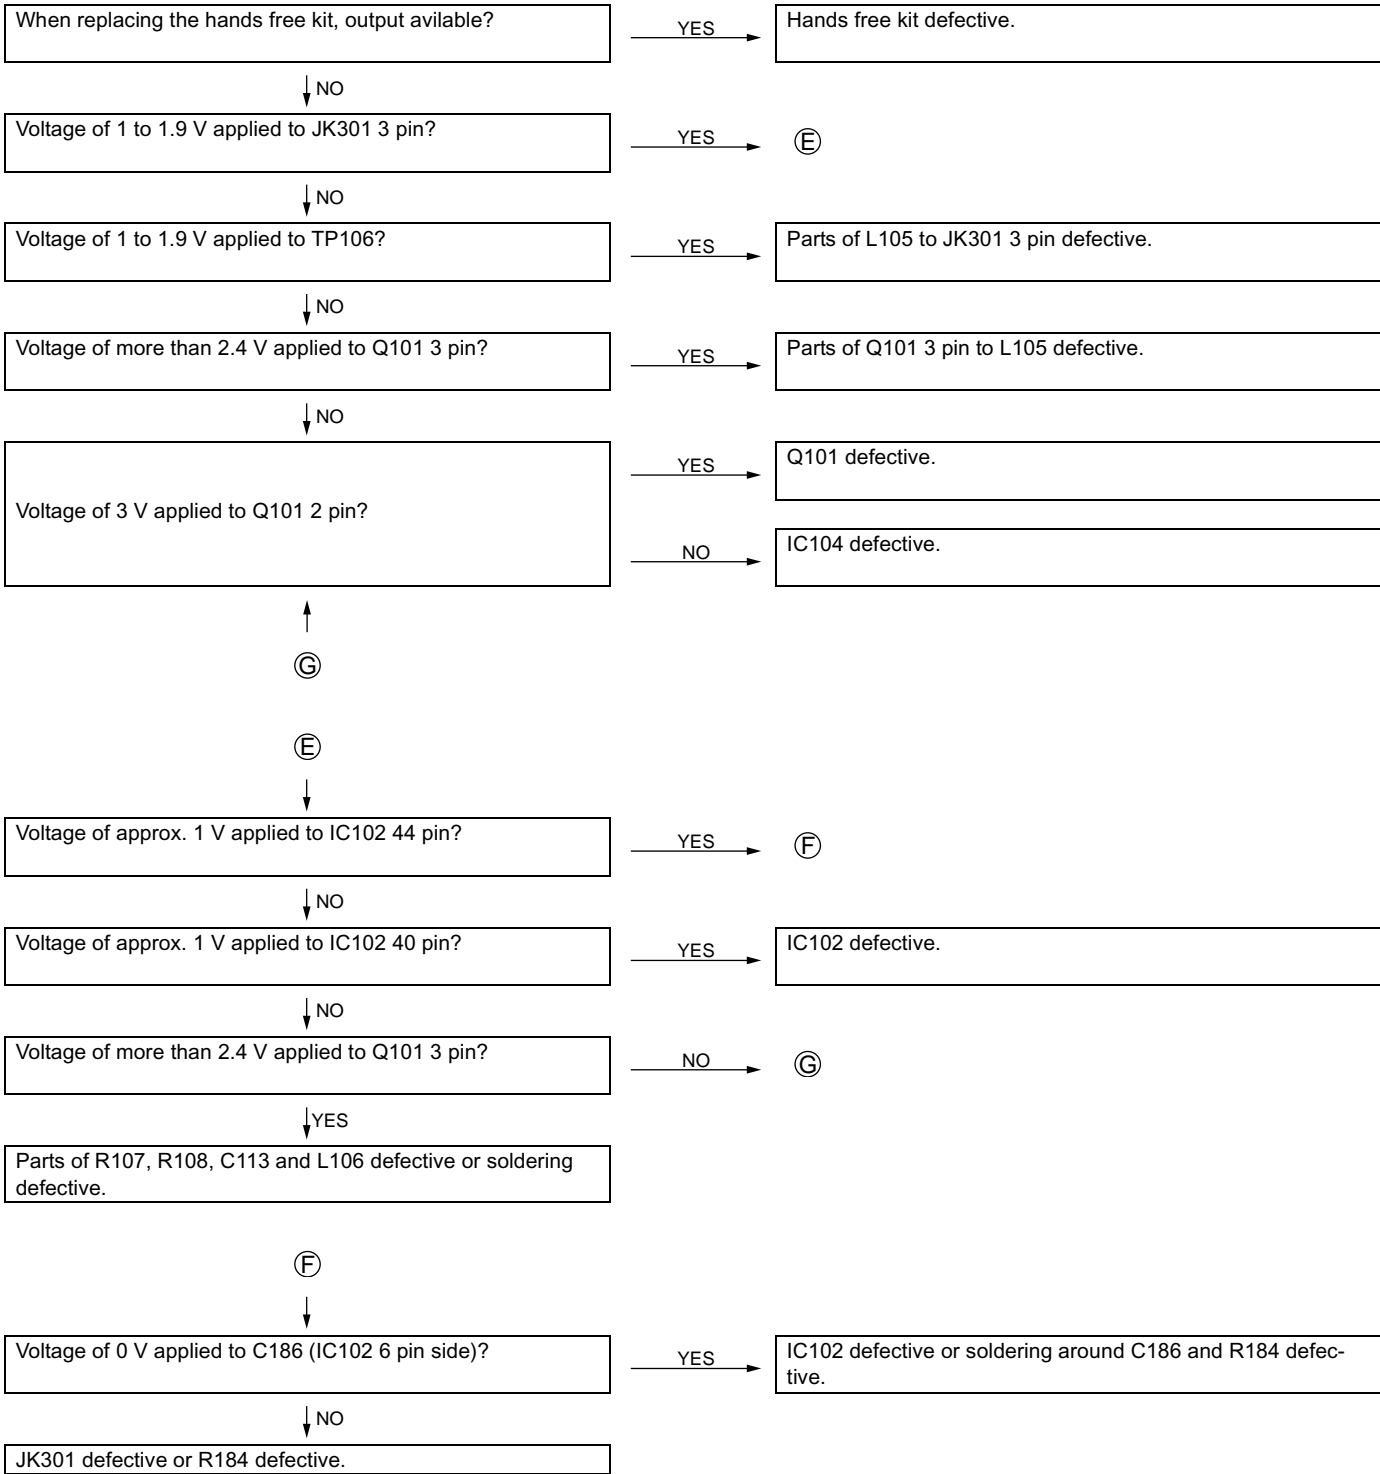 When replacing the hands free kit, output avilable?
YES
Hands free kit defective.
NO
Voltage of 1 to 1.9 V applied to JK301 3 pin?
YES
Ⓔ
NO
Voltage of 1 to 1.9 V applied to TP106?
YES
Parts of L105 to JK301 3 pin defective.
NO
Voltage of more than 2.4 V applied to Q101 3 pin?
YES
Parts of Q101 3 pin to L105 defective.
NO
Voltage of 3 V applied to Q101 2 pin?
YES
Q101 defective.
NO
IC104 defective.
Ⓖ
Ⓔ
Voltage of approx. 1 V applied to IC102 44 pin?
YES
Ⓕ
NO
Voltage of approx. 1 V applied to IC102 40 pin?
YES
IC102 defective.
NO
Voltage of more than 2.4 V applied to Q101 3 pin?
NO
Ⓖ
YES
Parts of R107, R108, C113 and L106 defective or soldering
defective.
Ⓕ
Voltage of 0 V applied to C186 (IC102 6 pin side)?
YES
IC102 defective or soldering around C186 and R184 defec-
tive.
NO
JK301 defective or R184 defective.